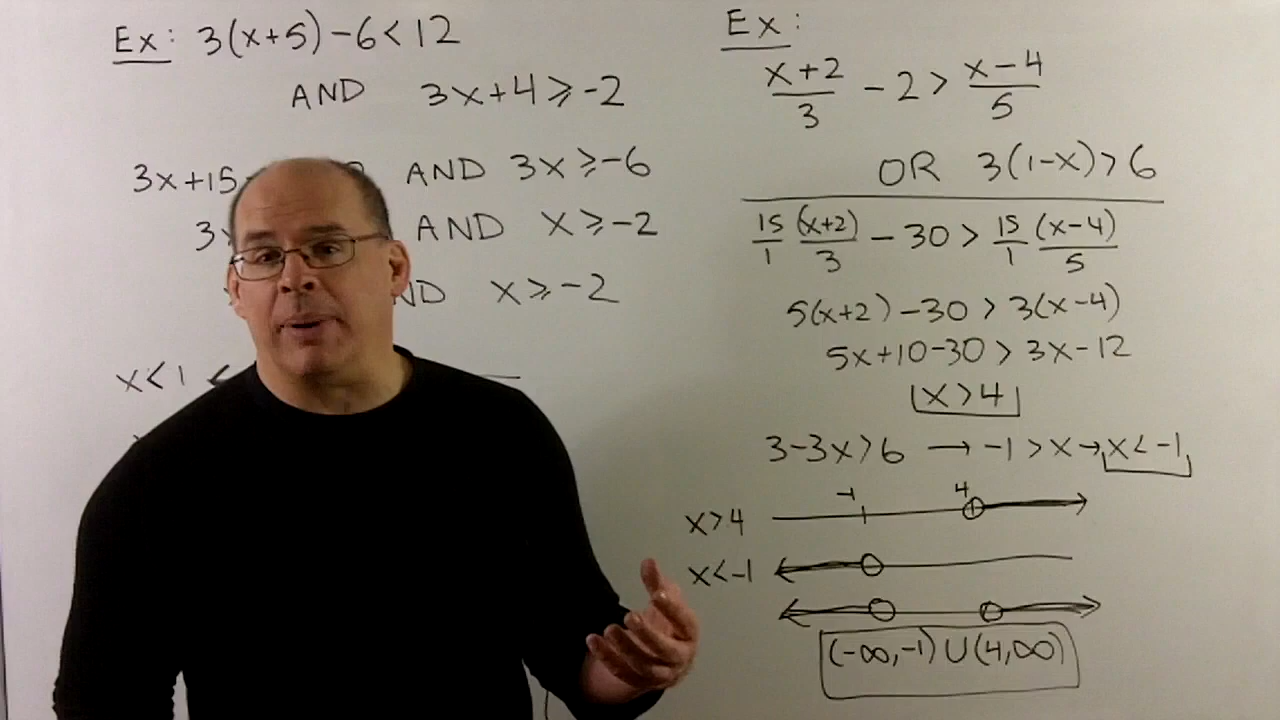 Ex: 3(x+5)-6<12
AND 3x+4≥-2
3x+15- AND 3x≥-6
3 AND x≥-2
ND x≥-2
x<1
Ex:
(x+2)/3 - 2 > (x-4)/5
OR 3(1-x)>6
15/1 (x+2)/3 - 30 > 15/1 (x-4)/5
5(x+2)-30>3(x-4)
5x+10-30>3x-12
x>4
3-3x>6 → -1>x → x<-1
-1 4
x>4
x<-1
(-∞,-1)∪(4,∞)